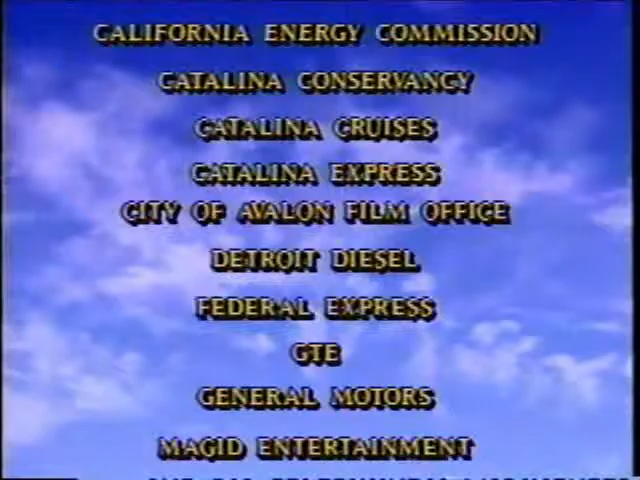 CALIFORNIA ENERGY COMMISSION
CATALINA CONSERVANCY
CATALINA CRUISES
CATALINA EXPRESS
CITY OF AVALON FILM OFFICE
DETROIT DIESEL
FEDERAL EXPRESS
GTE
GENERAL MOTORS
MAGID ENTERTAINMENT